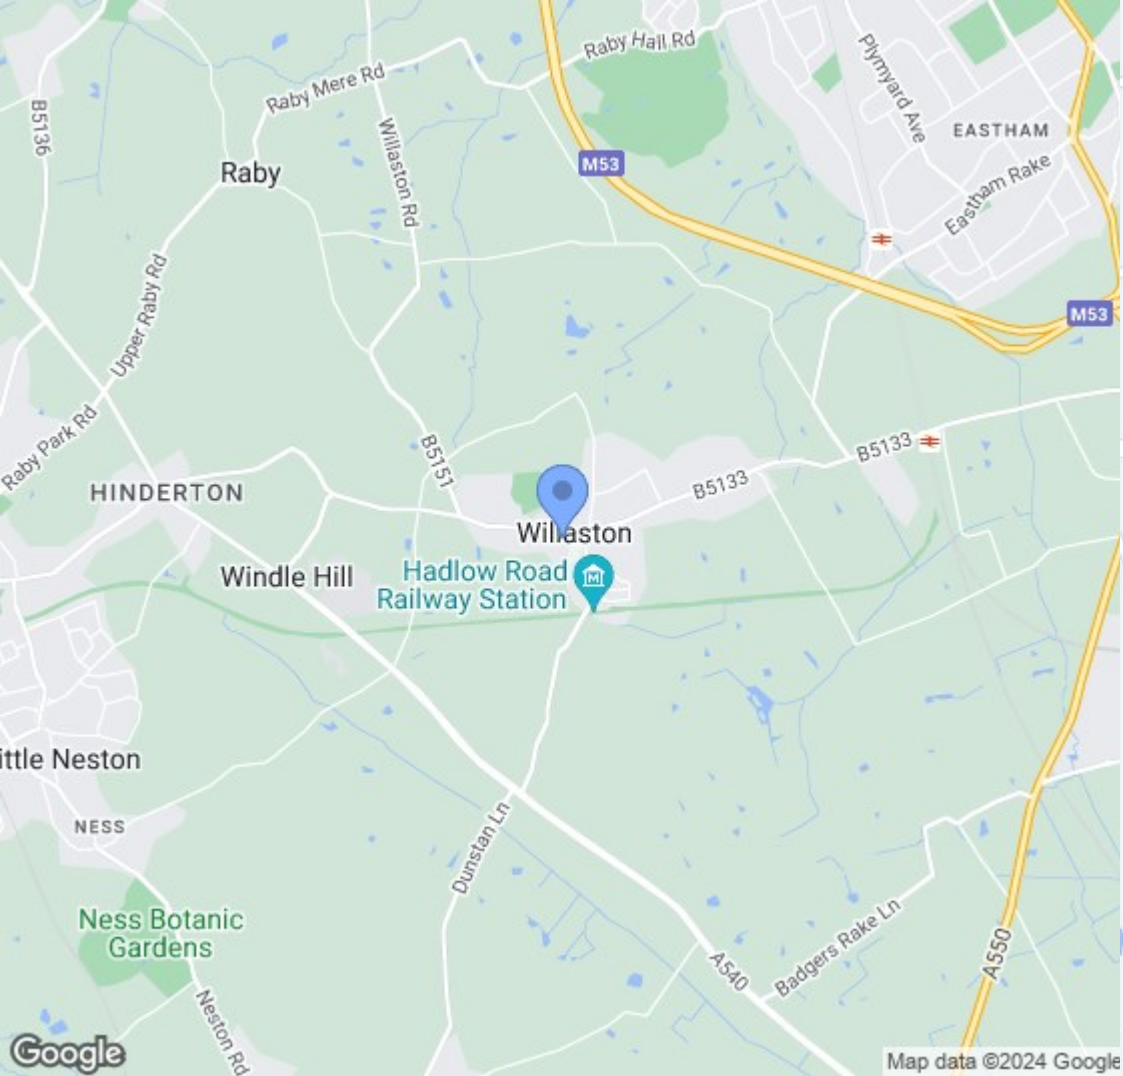 Raby Hall Rd
Plymyard Ave
Raby Mere Rd
B5136
Willaston Rd
EASTHAM
M53
Raby
Eastham Rake
Upper Raby Rd
M53
Raby Park Rd
B5151
B5133
B5133
HINDERTON
Willaston
Windle Hill
Hadlow Road
Railway Station
M
ittle Neston
NESS
Dunstan Ln
Ness Botanic
Gardens
Badgers Rake Ln
A550
A540
Neston Rd
Google
Map data ©2024 Google